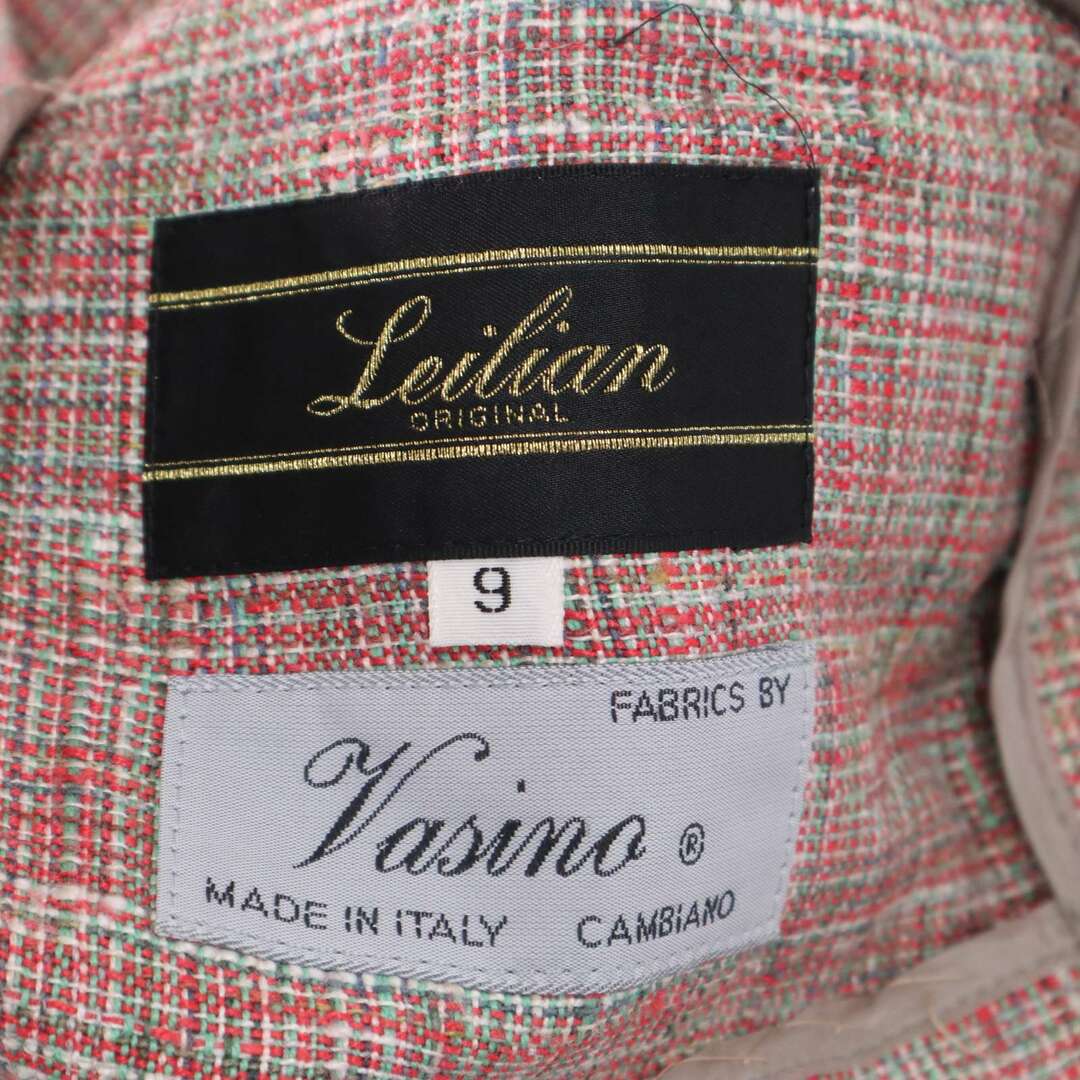 Leilian
ORIGINAL
9
FABRICS BY
Vasino ®
MADE IN ITALY CAMBIANO